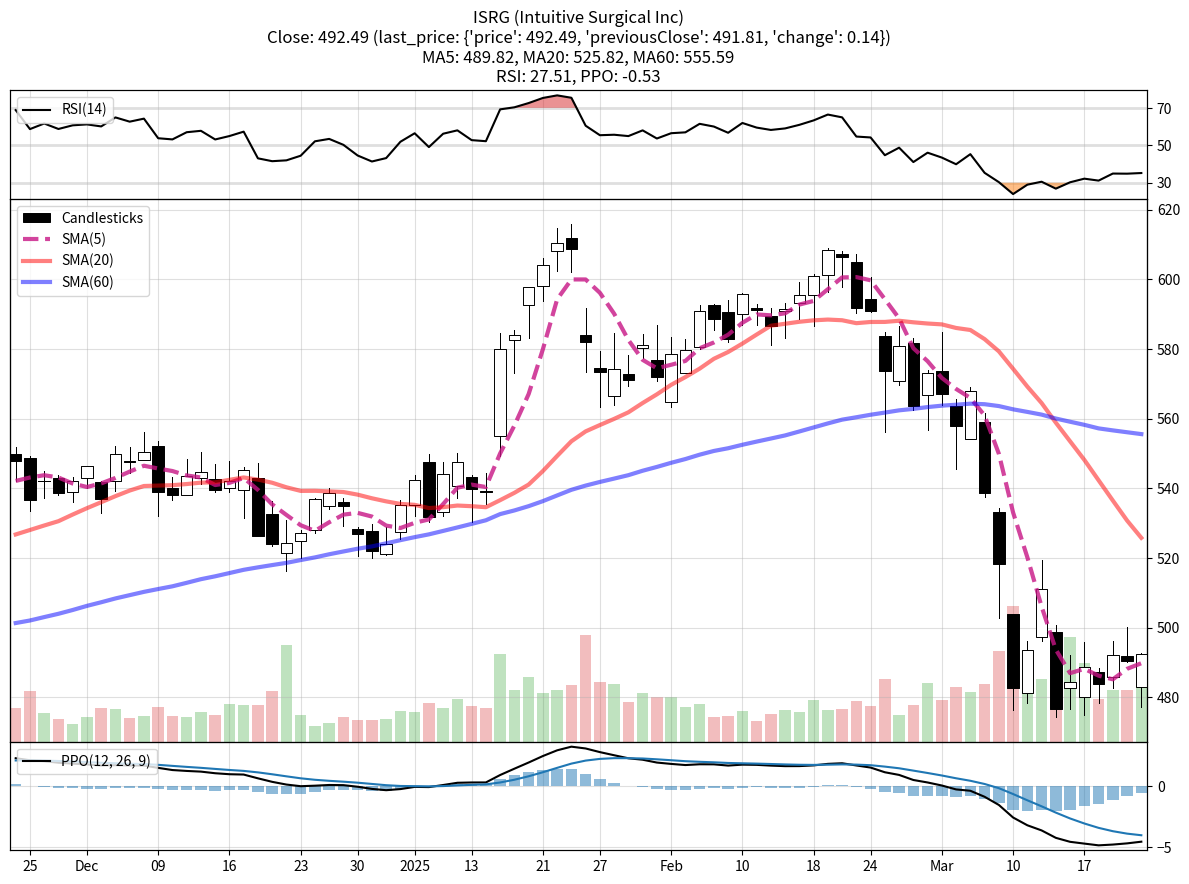 ISRG (Intuitive Surgical Inc)
Close: 492.49 (last_price: {'price': 492.49, 'previousClose': 491.81, 'change': 0.14})
MA5: 489.82, MA20: 525.82, MA60: 555.59
RSI: 27.51, PPO: -0.53
RSI(14)
70
50
30
Candlesticks
SMA(5)
SMA(20)
SMA(60)
620
600
580
560
540
520
500
480
PPO(12, 26, 9)
0
−5
25 Dec 09 16 23 30 2025 13 21 27 Feb 10 18 24 Mar 10 17